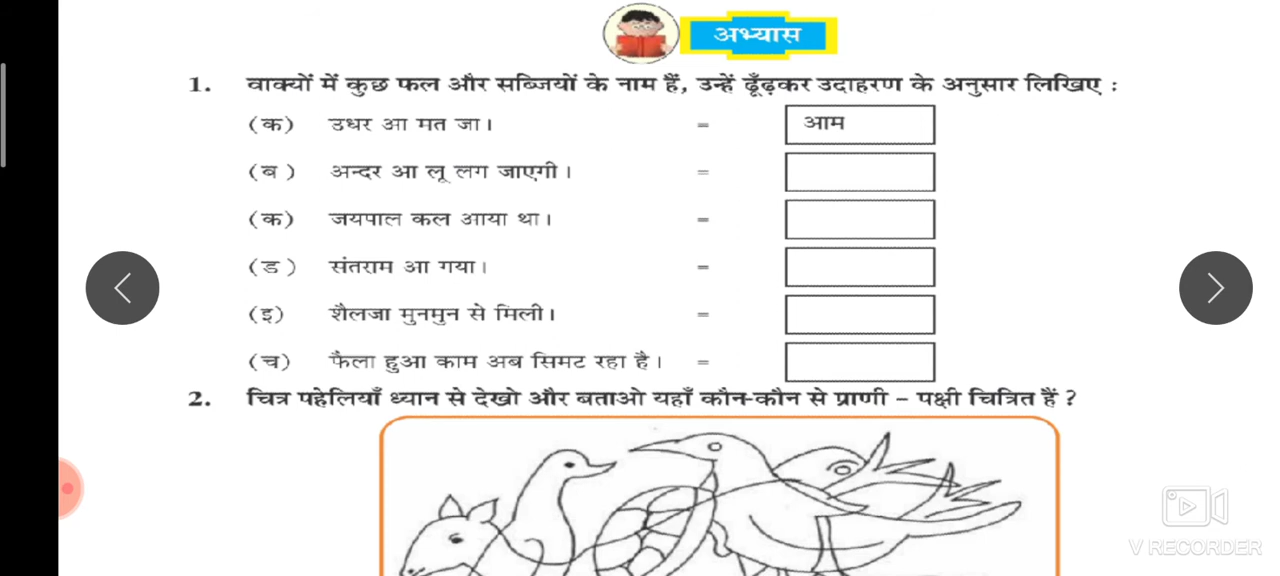 अभ्यास
1. वाक्यों में कुछ फल और सब्जियों के नाम हैं, उन्हें ढूँढ़कर उदाहरण के अनुसार लिखिए :
(क) उधर आ मत जा। = आम
(ब) अन्दर आ लू लग जाएगी। =
(क) जयपाल कल आया था। =
(ड) संतराम आ गया। =
(इ) शैलजा मुनमुन से मिली। =
(च) फैला हुआ काम अब सिमट रहा है। =
2. चित्र पहेलियाँ ध्यान से देखो और बताओ यहाँ कौन-कौन से प्राणी – पक्षी चित्रित हैं ?
V RECORDER